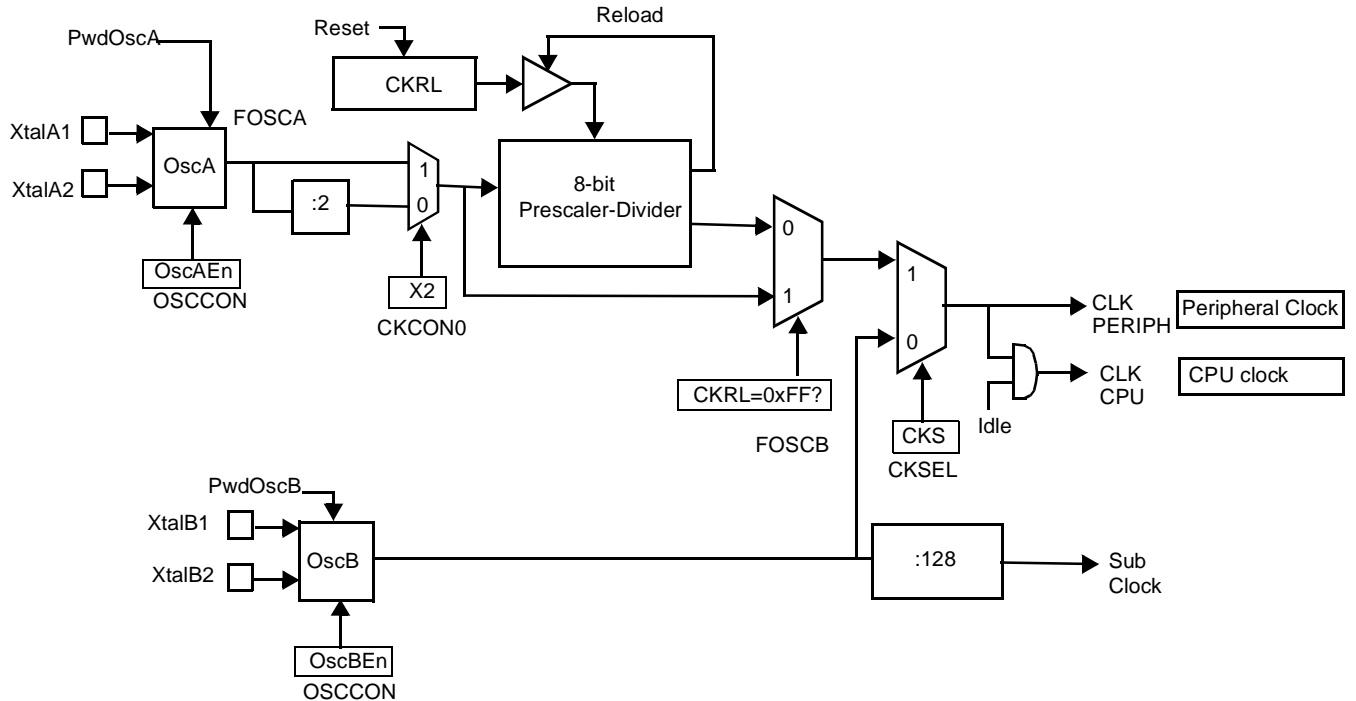 Reload
Reset
PwdOscA
CKRL
FOSCA
XtalA1
OscA
1
8-bit
XtalA2
:2
0
Prescaler-Divider
0
OscAEn
OSCCON
X2
CKCON0
1
1
CLK
PERIPH
Peripheral Clock
0
CLK
CPU
CPU clock
CKRL=0xFF?
Idle
FOSCB
CKS
CKSEL
PwdOscB
XtalB1
OscB
:128
Sub
Clock
XtalB2
OscBEn
OSCCON